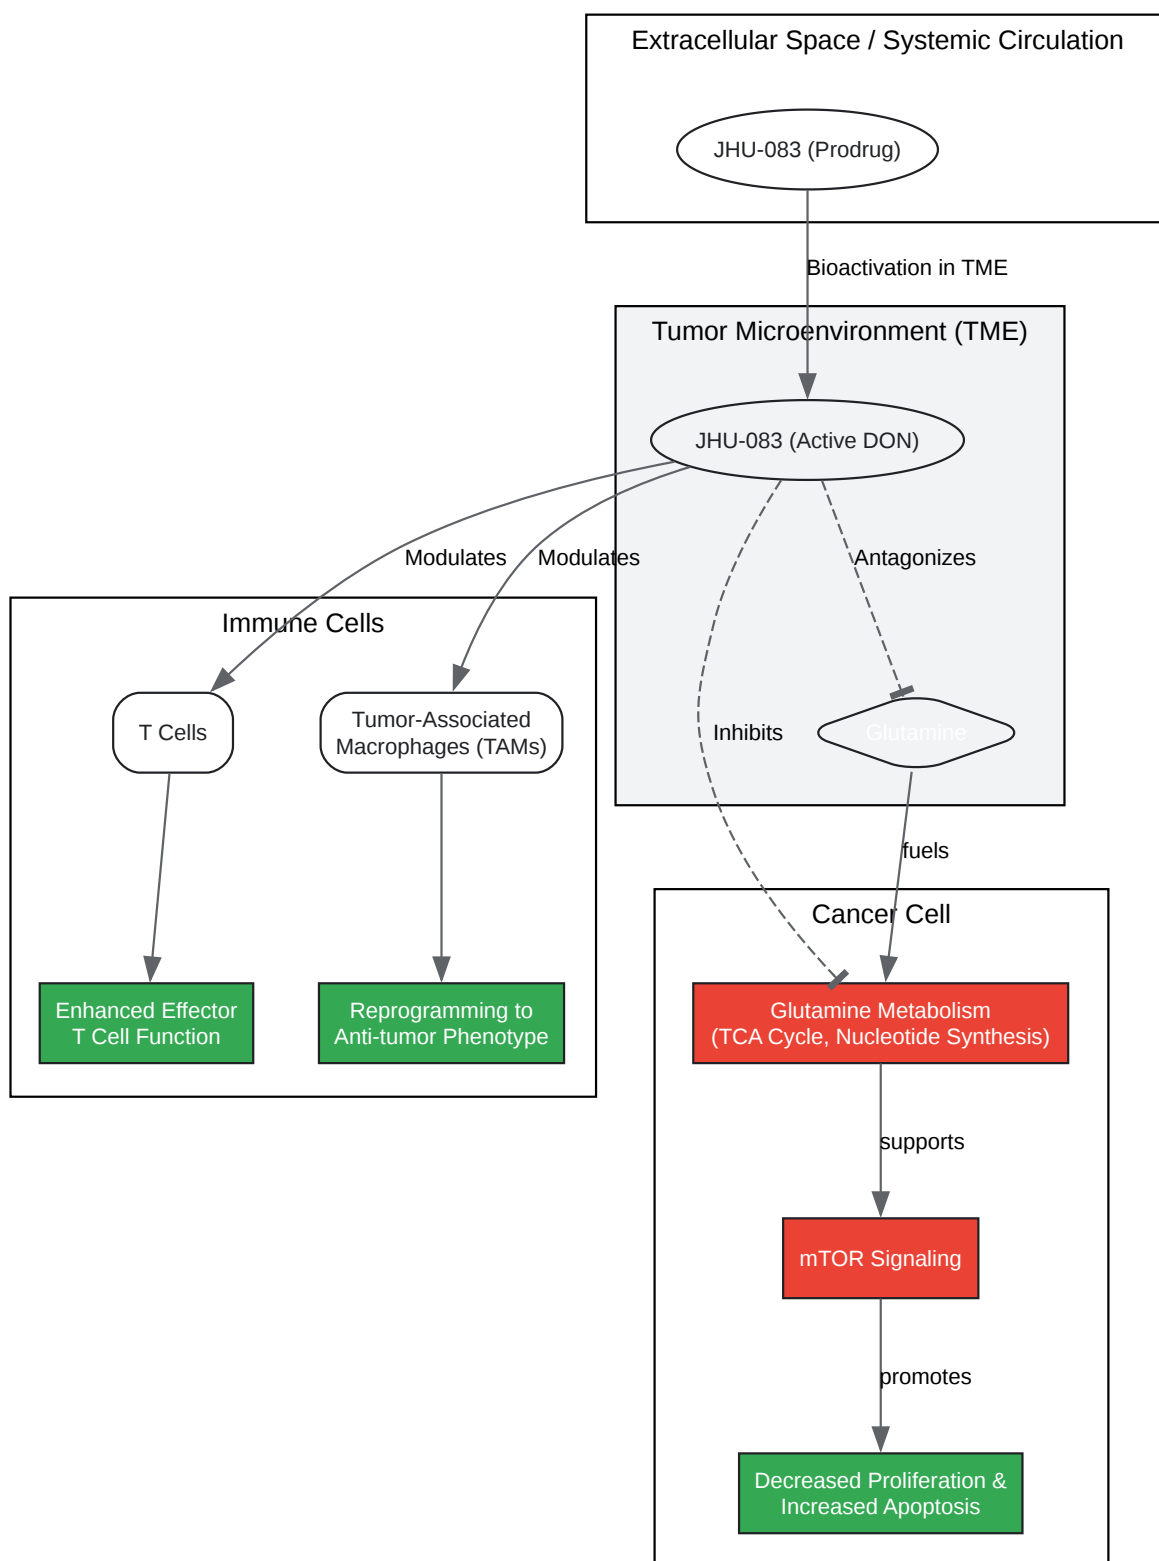 Extracellular Space / Systemic Circulation
JHU-083 (Prodrug)
Bioactivation in TME
Tumor Microenvironment (TME)
JHU-083 (Active DON)
Modulates
Modulates
Antagonizes
Immune Cells
T Cells
Tumor-Associated
Macrophages (TAMs)
Inhibits
Glutamine
fuels
Cancer Cell
Enhanced Effector
T Cell Function
Reprogramming to
Anti-tumor Phenotype
Glutamine Metabolism
(TCA Cycle, Nucleotide Synthesis)
supports
mTOR Signaling
promotes
Decreased Proliferation &
Increased Apoptosis